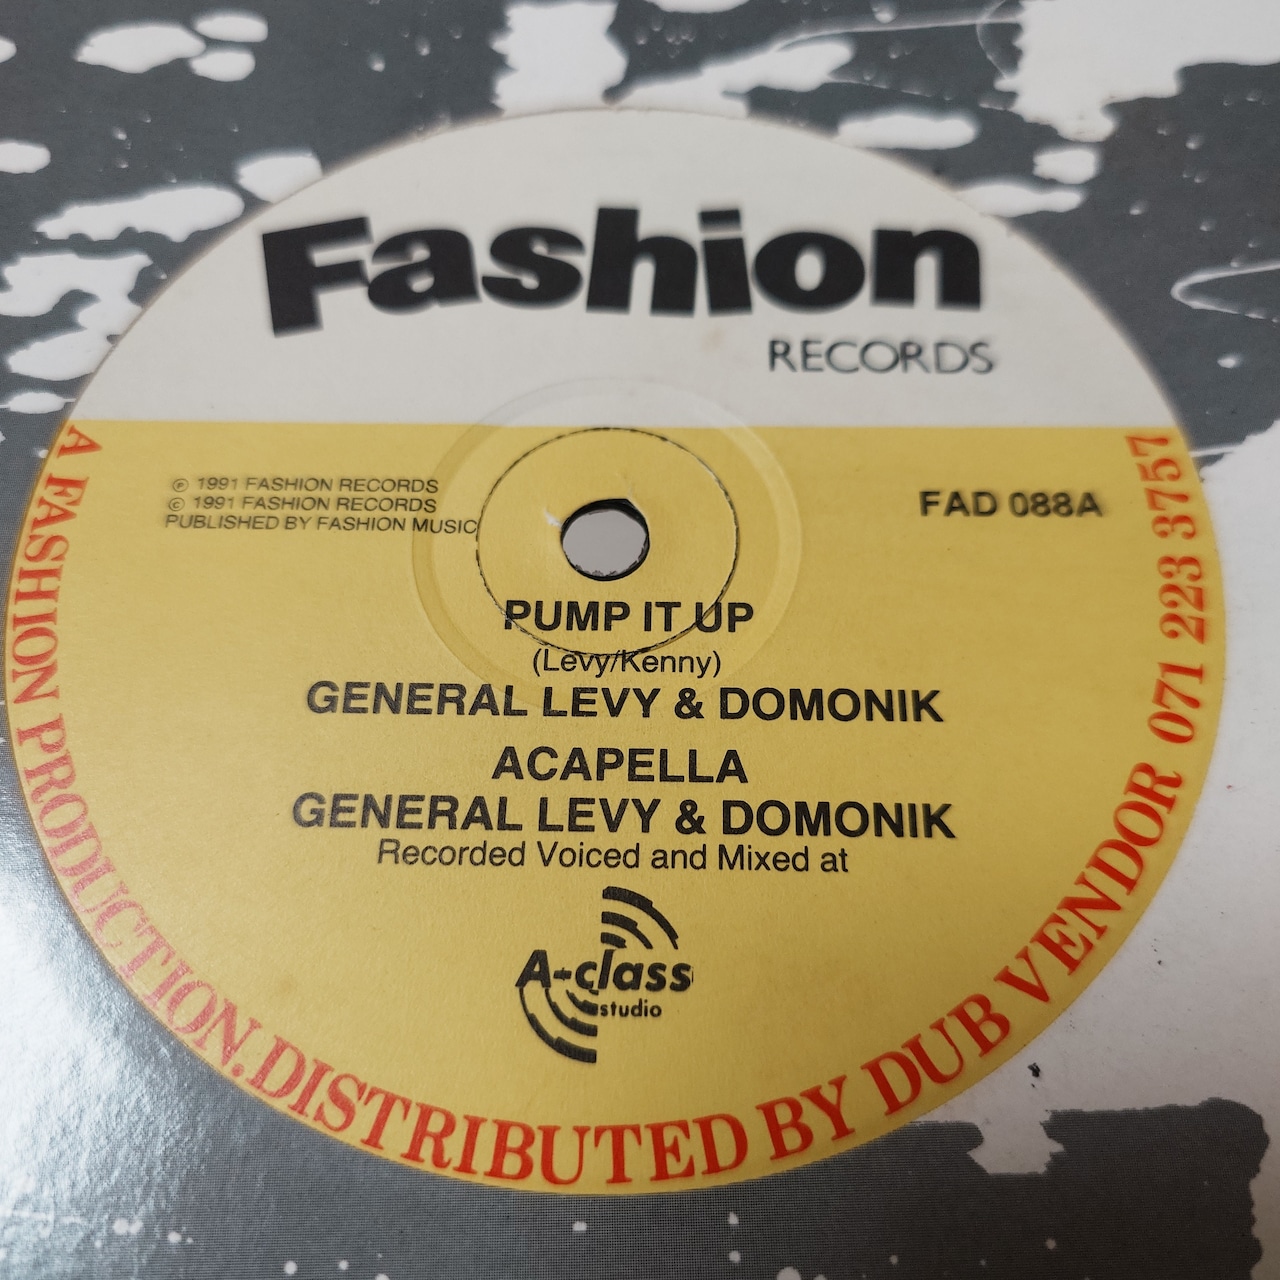 Fashion
RECORDS
℗ 1991 FASHION RECORDS
© 1991 FASHION RECORDS
PUBLISHED BY FASHION MUSIC
FAD 088A
PUMP IT UP
(Levy/Kenny)
GENERAL LEVY & DOMONIK
ACAPELLA
GENERAL LEVY & DOMONIK
Recorded Voiced and Mixed at
A-class
studio
A FASHION PRODUCTION.DISTRIBUTED BY DUB VENDOR 071 223 3757